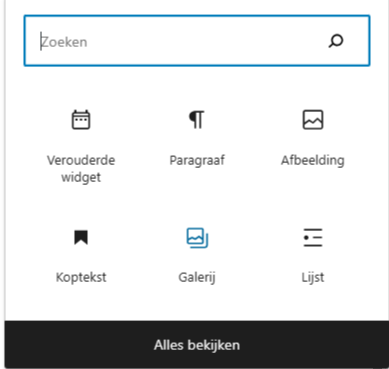 Zoeken
Verouderde
widget
Paragraaf
Afbeelding
Koptekst
Galerij
Lijst
Alles bekijken